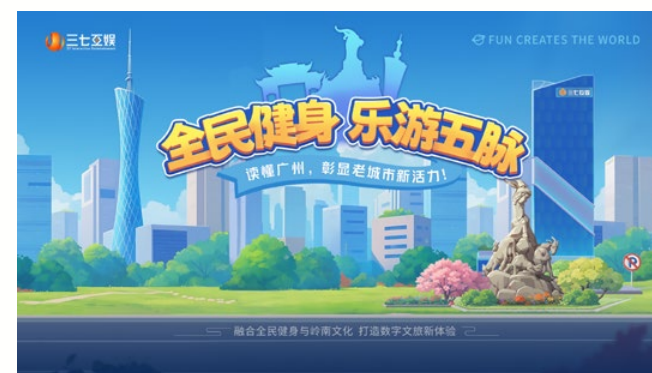 三七互娱
FUN CREATES THE WORLD
全民健身 乐游五脉
三七互娱
读懂广州，彰显老城市新活力!
P
融合全民健身与岭南文化 打造数字文旅新体验